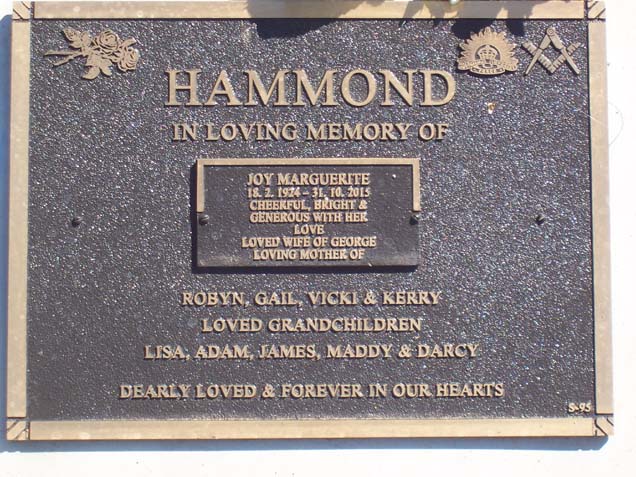 HAMMOND
IN LOVING MEMORY OF
JOY MARGUERITE
18. 2. 1924 - 31. 10. 2015
CHEERFUL, BRIGHT &
GENEROUS WITH HER
LOVE
LOVED WIFE OF GEORGE
LOVING MOTHER OF
ROBYN, GAIL, VICKI & KERRY
LOVED GRANDCHILDREN
LISA, ADAM, JAMES, MADDY & DARCY
DEARLY LOVED & FOREVER IN OUR HEARTS
S-95